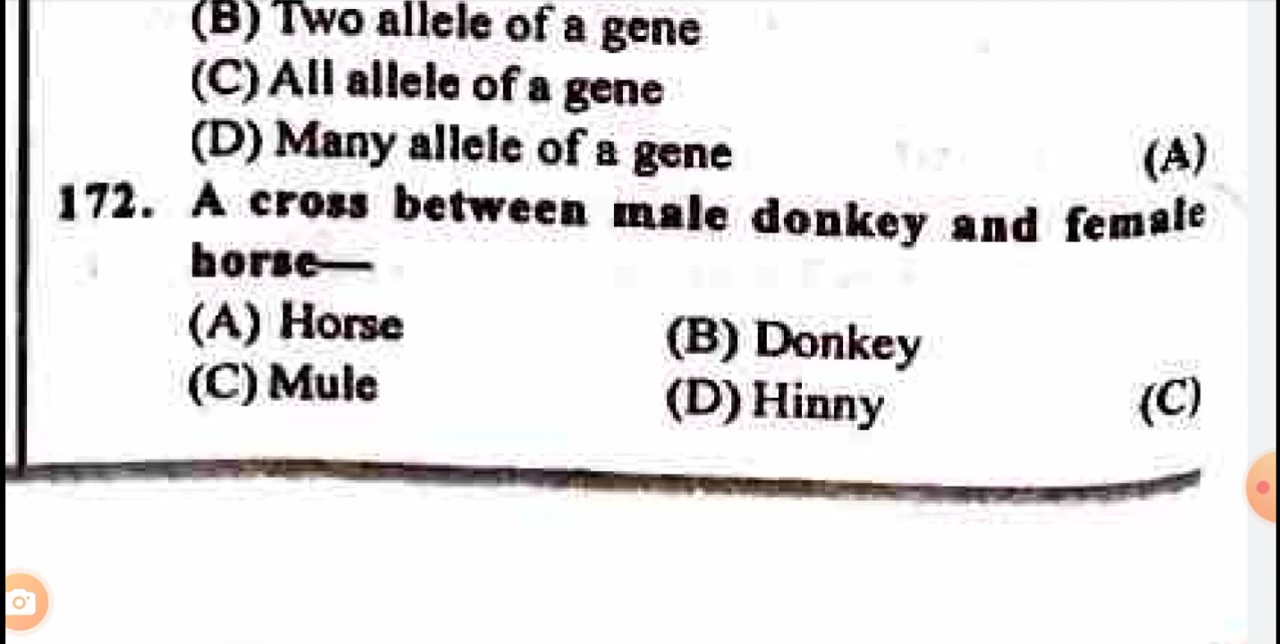 (B) Two allele of a gene
(C) All allele of a gene
(D) Many allele of a gene (A)
172. A cross between male donkey and female
horse—
(A) Horse (B) Donkey
(C) Mule (D) Hinny (C)